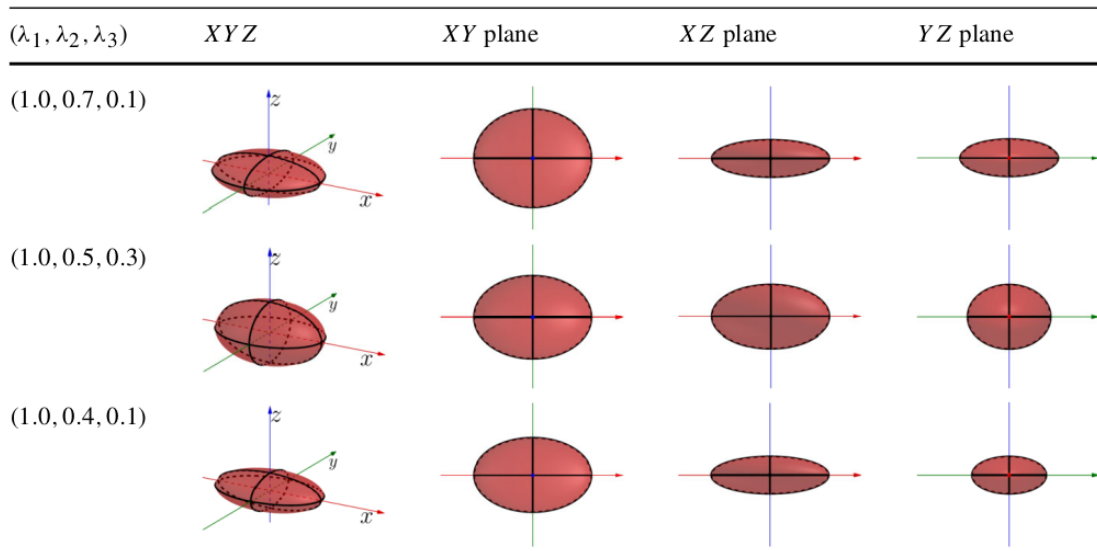 (λ₁, λ₂, λ₃) XYZ XY plane XZ plane YZ plane
(1.0, 0.7, 0.1)
z
y
x
(1.0, 0.5, 0.3)
z
y
x
(1.0, 0.4, 0.1)
z
y
x